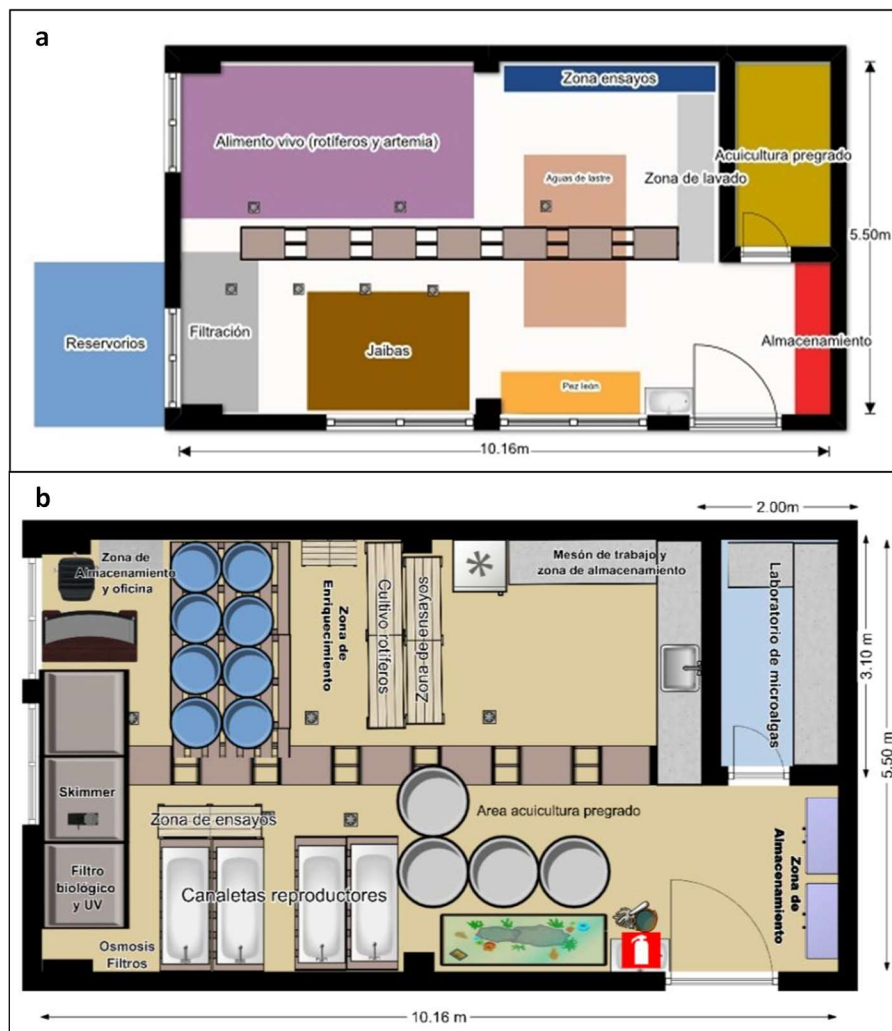 a
Zona ensayos
Alimento vivo (rotíferos y artemia)
Acuicultura pregrado
Aguas de lastre
Zona de lavado
5.50m
Reservorios
Filtración
Jaibas
Almacenamiento
Pez león
10.16m
b
2.00m
Zona de
Almacenamiento
y oficina
Zona de
Enriquecimiento
Cultivo rotíferos
Zona de ensayos
Mesón de trabajo y
zona de almacenamiento
Laboratorio de microalgas
3.10 m
5.50 m
Skimmer
Zona de ensayos
Area acuicultura pregrado
Filtro
biológico
y UV
Canaletas reproductores
Zona de
Almacenamiento
Osmosis
Filtros
10.16 m